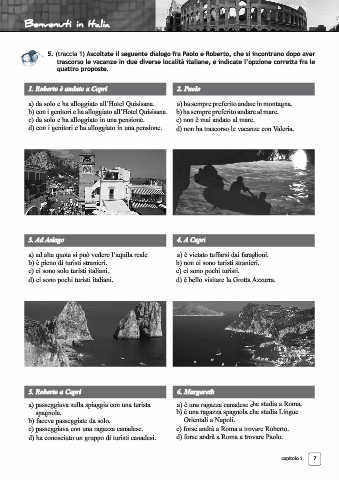 Benvenuti in Italia
5. (traccia 1) Ascoltate il seguente dialogo fra Paolo e Roberto, che si incontrano dopo aver
trascorso le vacanze in due diverse località italiane, e indicate l'opzione corretta fra le
quattro proposte.
1. Roberto è andato a Capri
a) da solo e ha alloggiato all'Hotel Quisisana.
b) con i genitori e ha alloggiato all'Hotel Quisisana.
c) da solo e ha alloggiato in una pensione.
d) con i genitori e ha alloggiato in una pensione.
2. Paolo
a) ha sempre preferito andare in montagna.
b) ha sempre preferito andare al mare.
c) non è mai andato al mare.
d) non ha trascorso le vacanze con Valeria.
3. Ad Asiago
a) ad alta quota si può vedere l'aquila reale
b) è pieno di turisti stranieri.
c) ci sono solo turisti italiani.
d) ci sono pochi turisti italiani.
4. A Capri
a) è vietato tuffarsi dai faraglioni.
b) non ci sono turisti stranieri.
c) ci sono pochi turisti.
d) è bello visitare la Grotta Azzurra.
5. Roberto a Capri
a) passeggiava sulla spiaggia con una turista
spagnola.
b) faceva passeggiate da solo.
c) passeggiava con una ragazza canadese.
d) ha conosciuto un gruppo di turisti canadesi.
6. Margareth
a) è una ragazza canadese che studia a Roma.
b) è una ragazza spagnola che studia Lingue
Orientali a Napoli.
c) forse andrà a Roma a trovare Roberto.
d) forse andrà a Roma a trovare Paolo.
capitolo 1
7